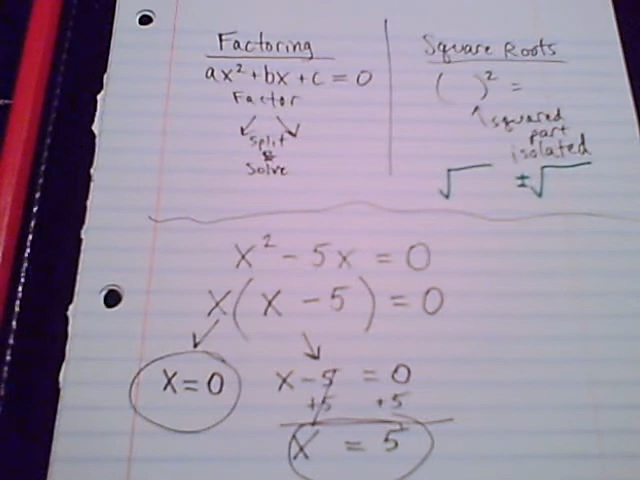 Factoring
ax² + bx + c = 0
Factor
Split
&
Solve
Square Roots
( )² =
squared
part
isolated
√ ±√
x² - 5x = 0
x(x - 5) = 0
x = 0
x - 5 = 0
+5 +5
x = 5